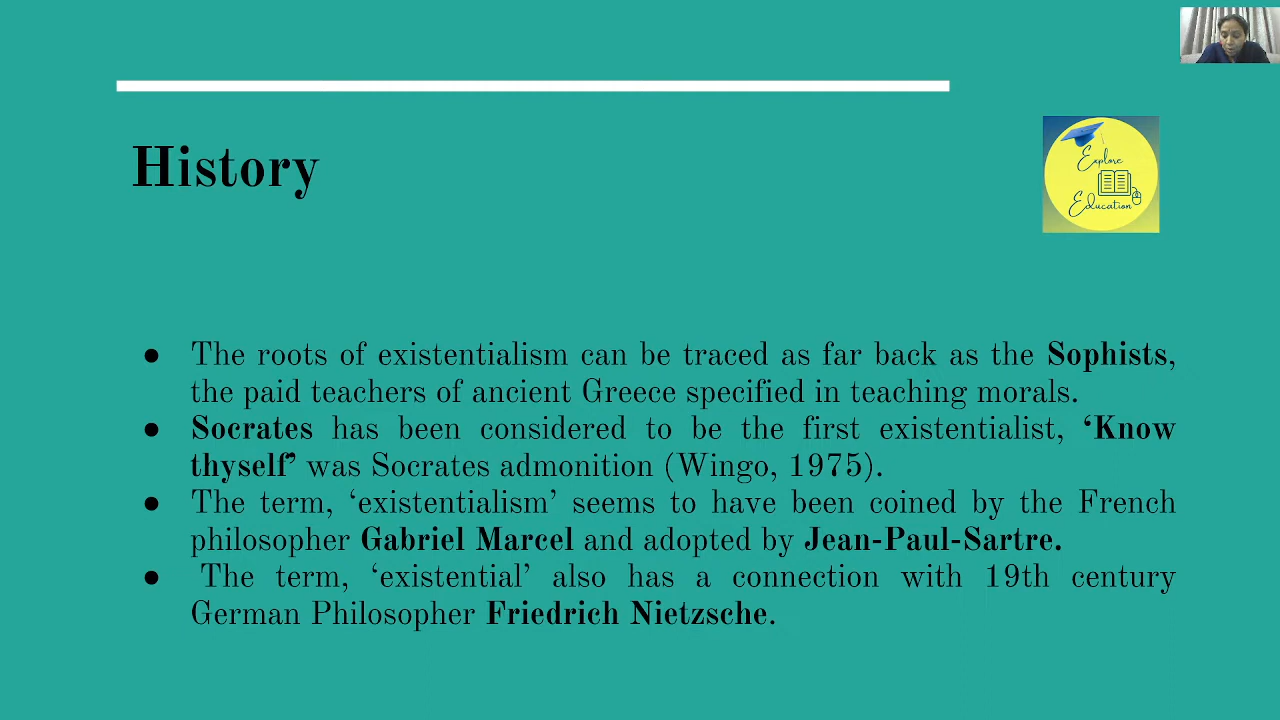 History
Explore
Education
The roots of existentialism can be traced as far back as the Sophists,
the paid teachers of ancient Greece specified in teaching morals.
Socrates has been considered to be the first existentialist, ‘Know
thyself’ was Socrates admonition (Wingo, 1975).
The term, ‘existentialism’ seems to have been coined by the French
philosopher Gabriel Marcel and adopted by Jean-Paul-Sartre.
The term, ‘existential’ also has a connection with 19th century
German Philosopher Friedrich Nietzsche.